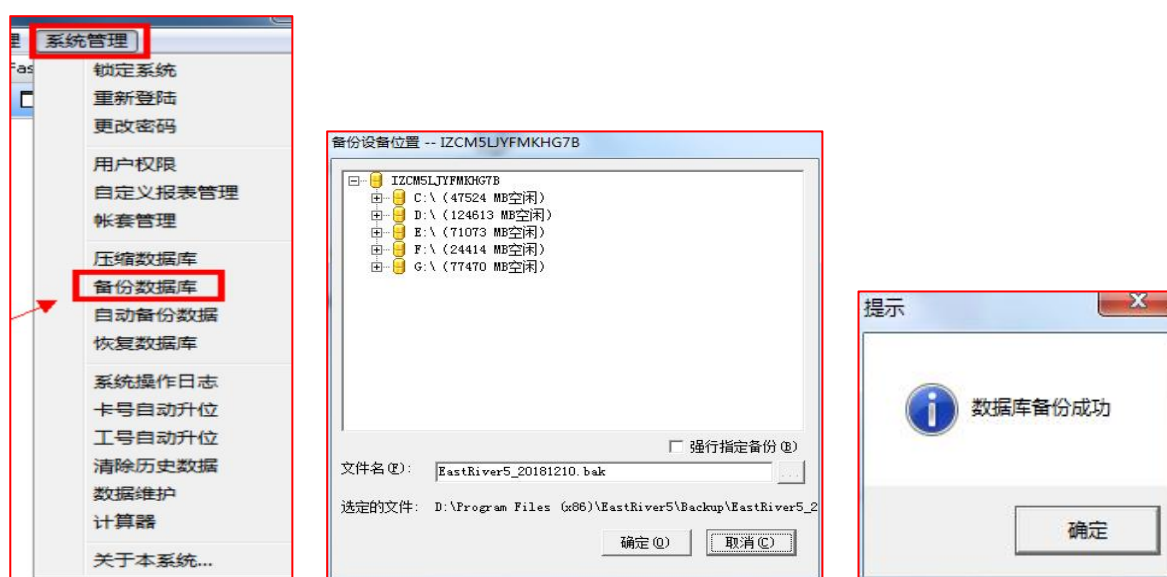 系统管理
锁定系统
重新登陆
更改密码
用户权限
自定义报表管理
帐套管理
压缩数据库
备份数据库
自动备份数据
恢复数据库
系统操作日志
卡号自动升位
工号自动升位
清除历史数据
数据维护
计算器
关于本系统...
备份设备位置 -- IZCM5LJYFMKHG7B
IZCM5LJYFMKHG7B
C:\ (47524 MB空闲)
D:\ (124613 MB空闲)
E:\ (71073 MB空闲)
F:\ (24414 MB空闲)
G:\ (77470 MB空闲)
强行指定备份(B)
文件名(F): EastRiver5_20181210.bak ...
选定的文件: D:\Program Files (x86)\EastRiver5\Backup\EastRiver5_2
确定(O) 取消(C)
提示
数据库备份成功
确定